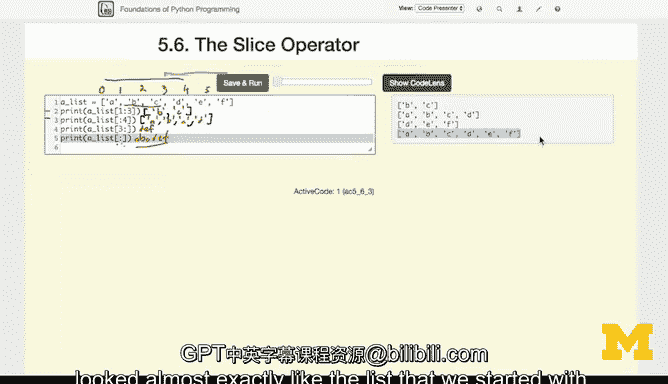 Foundations of Python Programming
View: Code Presenter
5.6. The Slice Operator
0 1 2 3 4 5
Save & Run
Show CodeLens
1 a_list = ['a', 'b', 'c', 'd', 'e', 'f']
2 print(a_list[1:3]) ['b', 'c']
3 print(a_list[:4]) ['a', 'b', 'c', 'd']
4 print(a_list[3:]) def
5 print(a_list[:]) abcdef
6
['b', 'c']
['a', 'b', 'c', 'd']
['d', 'e', 'f']
['a', 'b', 'c', 'd', 'e', 'f']
ActiveCode: 1 (ac5_6_3)
GPT中英字幕课程资源@bilibili.com
looked almost exactly like the list that we started with
M